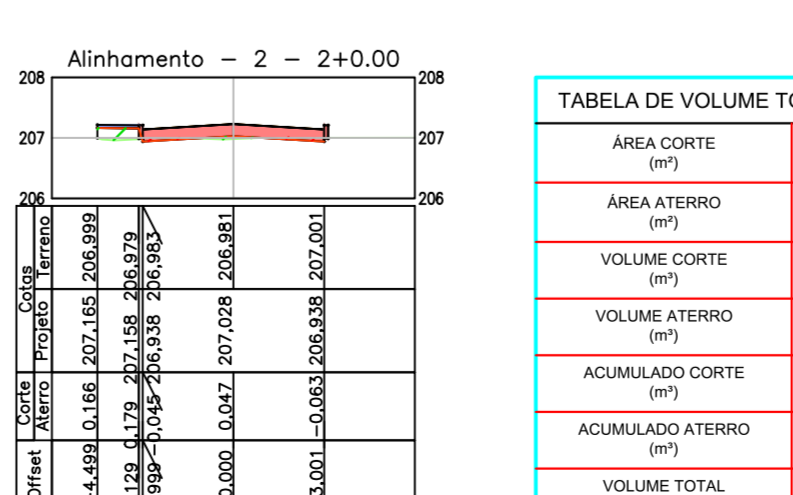 Alinhamento – 2 – 2+0.00
208
208
207
207
206
206
Cotas
Terreno
206,999
206,979
206,983
206,981
207,001
Projeto
207,165
207,158
206,938
207,028
206,938
Corte
Aterro
0,166
0,179
-0,045
0,047
-0,063
Offset
-4,499
TABELA DE VOLUME
ÁREA CORTE
(m²)
ÁREA ATERRO
(m²)
VOLUME CORTE
(m³)
VOLUME ATERRO
(m³)
ACUMULADO CORTE
(m³)
ACUMULADO ATERRO
(m³)
VOLUME TOTAL